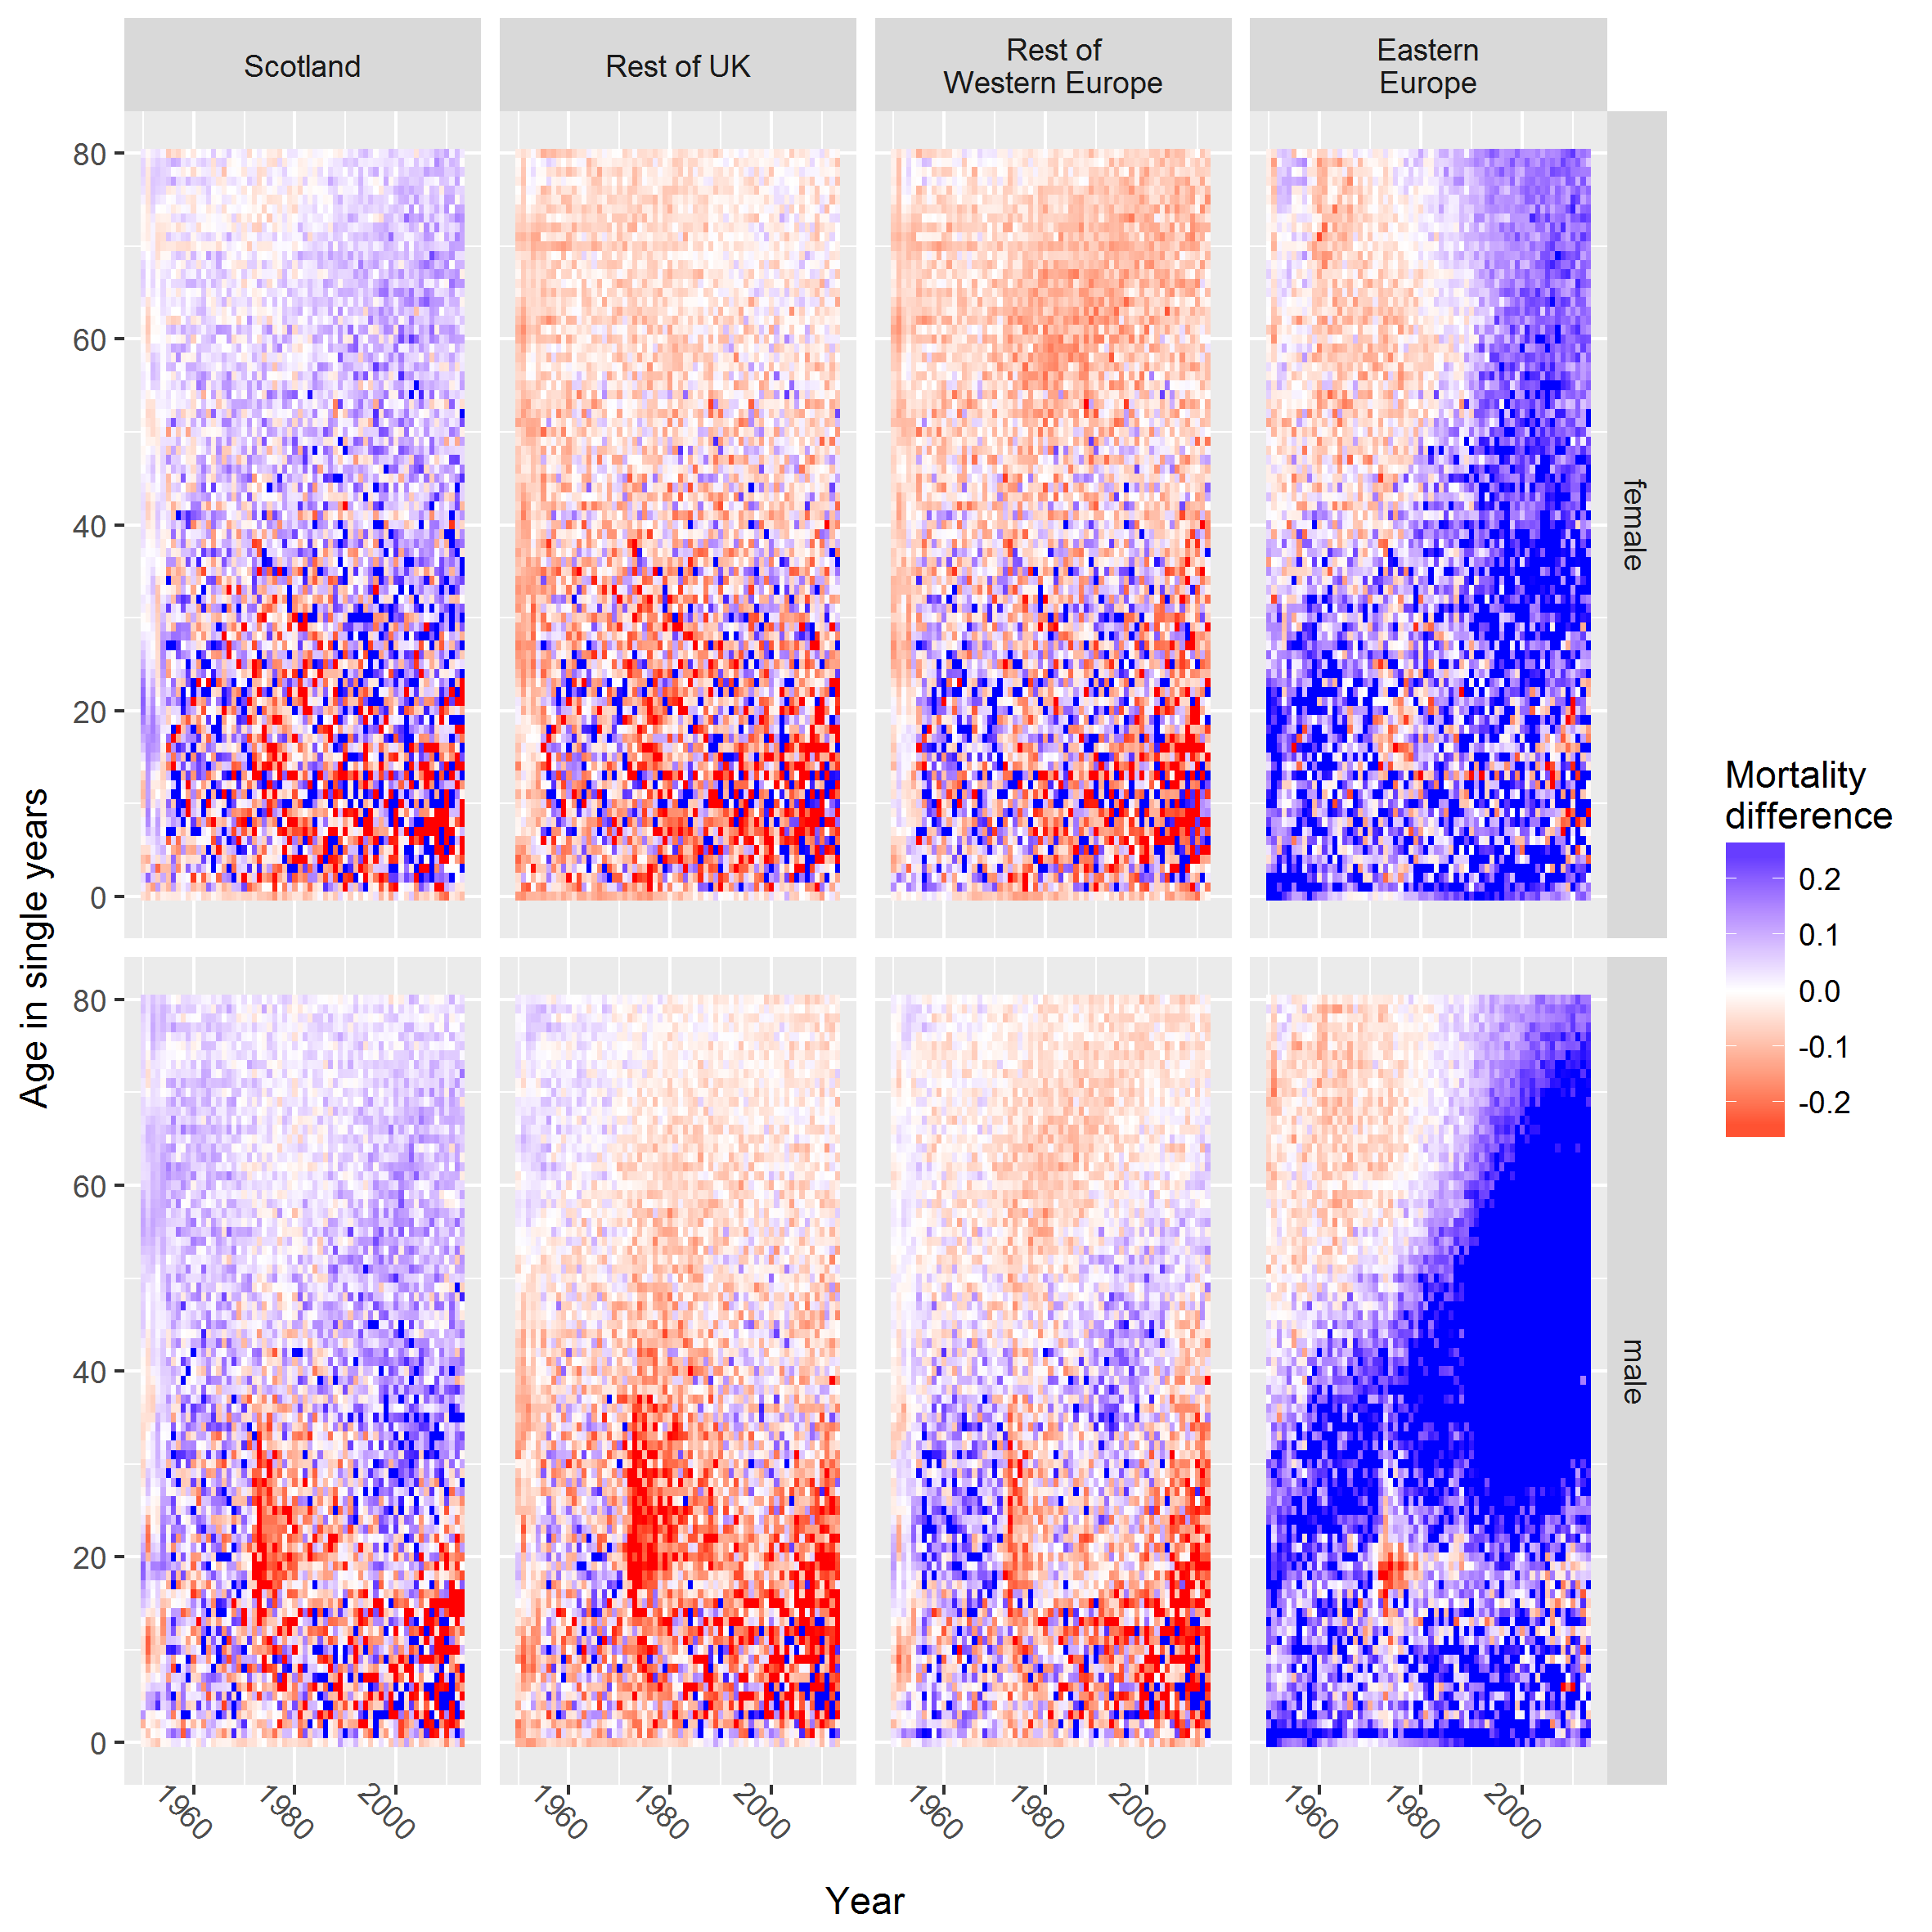 Scotland
Rest of UK
Rest of
Western Europe
Eastern
Europe
80
60
40
20
0
female
80
60
40
20
0
male
Age in single years
1960
1980
2000
1960
1980
2000
1960
1980
2000
1960
1980
2000
Year
Mortality
difference
0.2
0.1
0.0
-0.1
-0.2